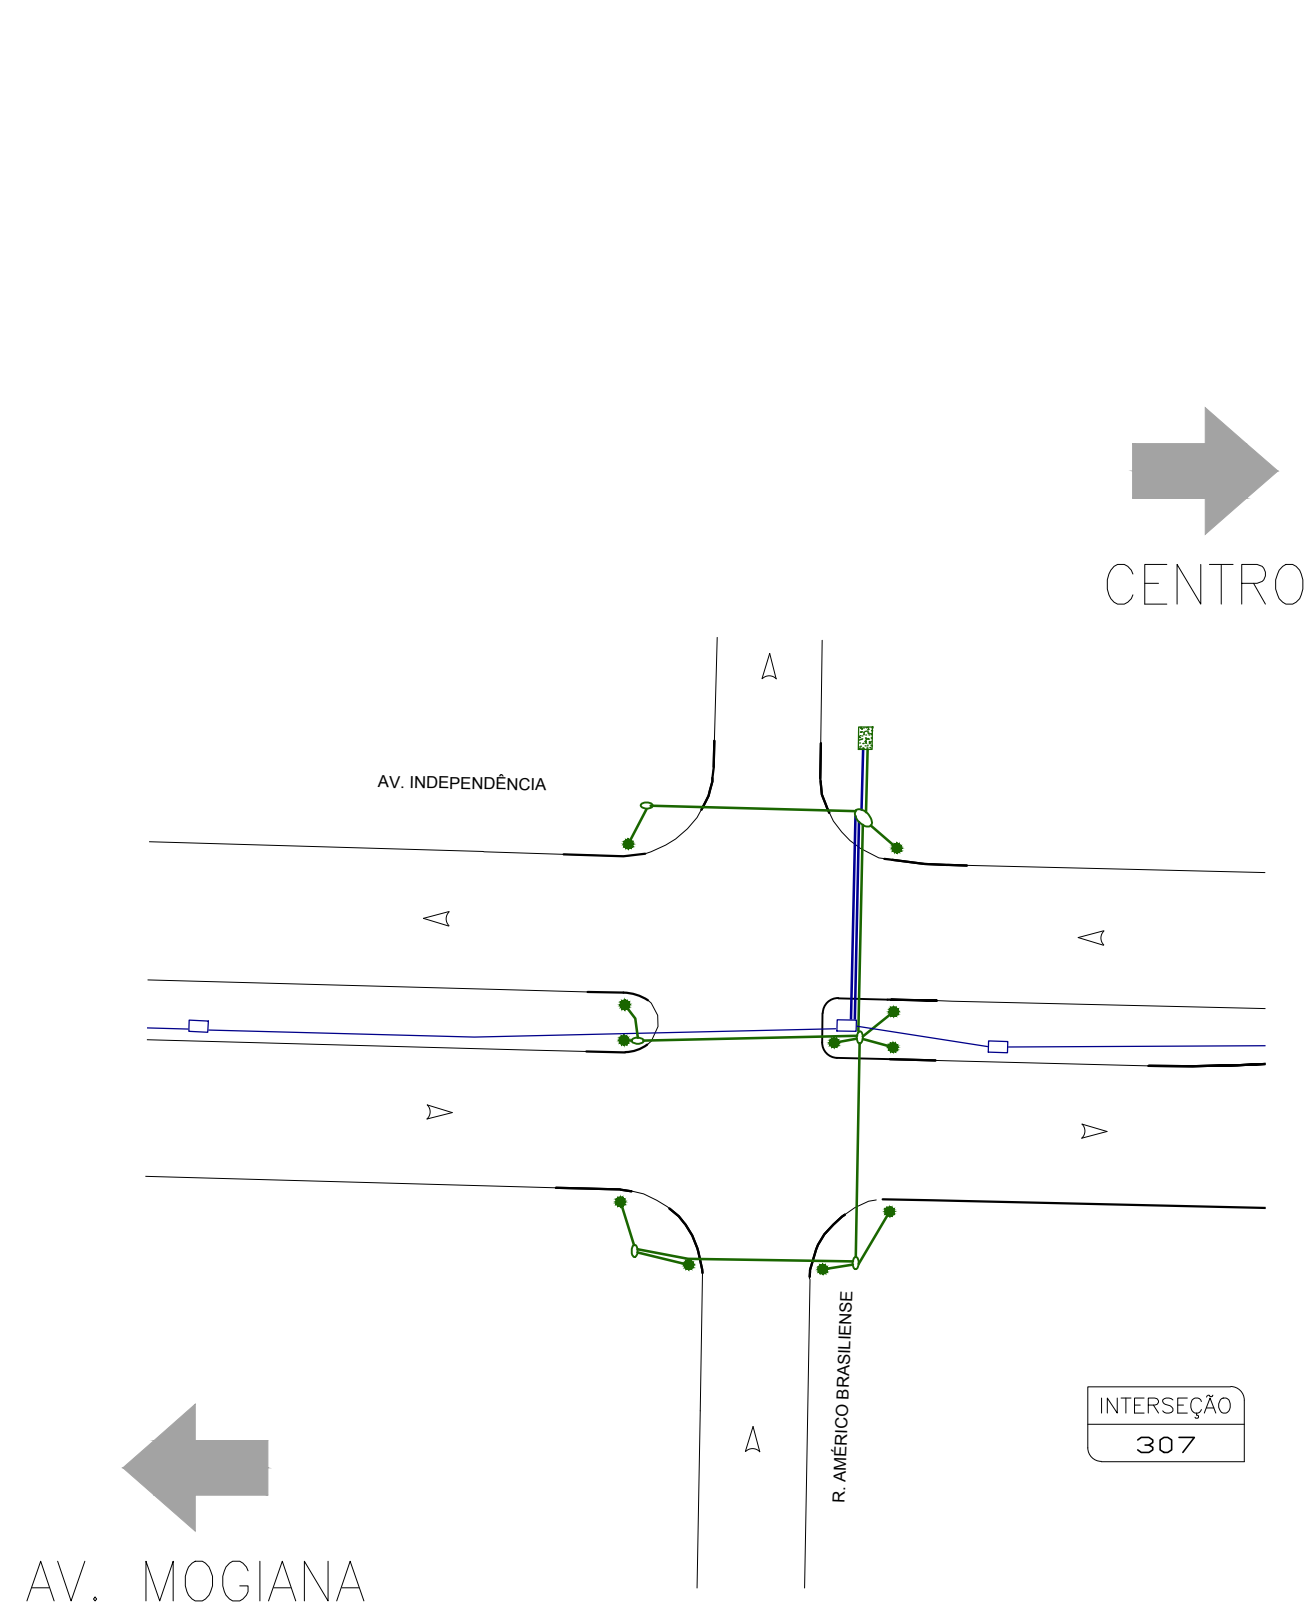 CENTRO
AV. INDEPENDÊNCIA
R. AMÉRICO BRASILIENSE
INTERSEÇÃO
307
AV. MOGIANA